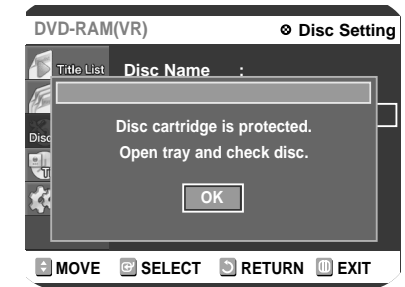 DVD-RAM(VR) Disc Setting
Title List Disc Name :
Disc
Disc cartridge is protected.
Open tray and check disc.
OK
MOVE SELECT RETURN EXIT